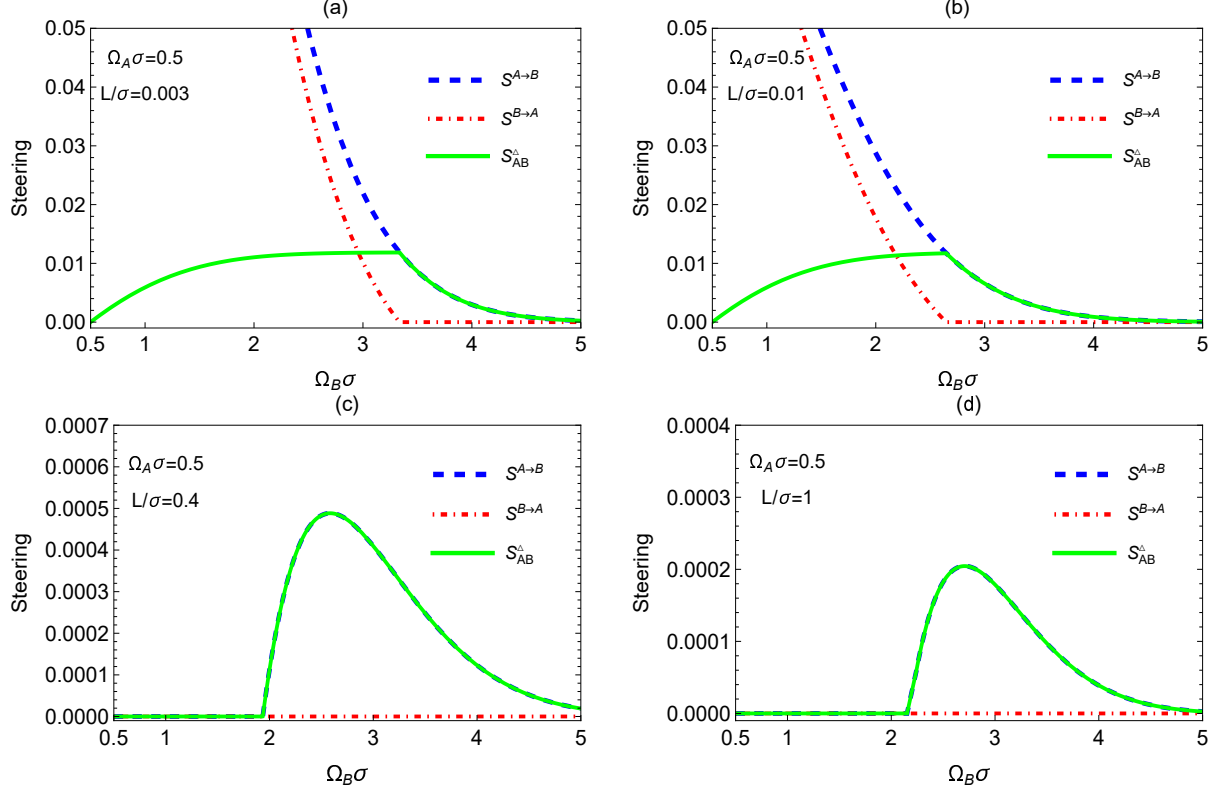 (a)
Steering
0.05
0.04
0.03
0.02
0.01
0.00
Ω_Aσ=0.5
L/σ=0.003
S^{A→B}
S^{B→A}
S_{AB}^△
0.5 1 2 3 4 5
Ω_Bσ
(b)
Steering
0.05
0.04
0.03
0.02
0.01
0.00
Ω_Aσ=0.5
L/σ=0.01
S^{A→B}
S^{B→A}
S_{AB}^△
0.5 1 2 3 4 5
Ω_Bσ
(c)
Steering
0.0007
0.0006
0.0005
0.0004
0.0003
0.0002
0.0001
0.0000
Ω_Aσ=0.5
L/σ=0.4
S^{A→B}
S^{B→A}
S_{AB}^△
0.5 1 2 3 4 5
Ω_Bσ
(d)
Steering
0.0004
0.0003
0.0002
0.0001
0.0000
Ω_Aσ=0.5
L/σ=1
S^{A→B}
S^{B→A}
S_{AB}^△
0.5 1 2 3 4 5
Ω_Bσ